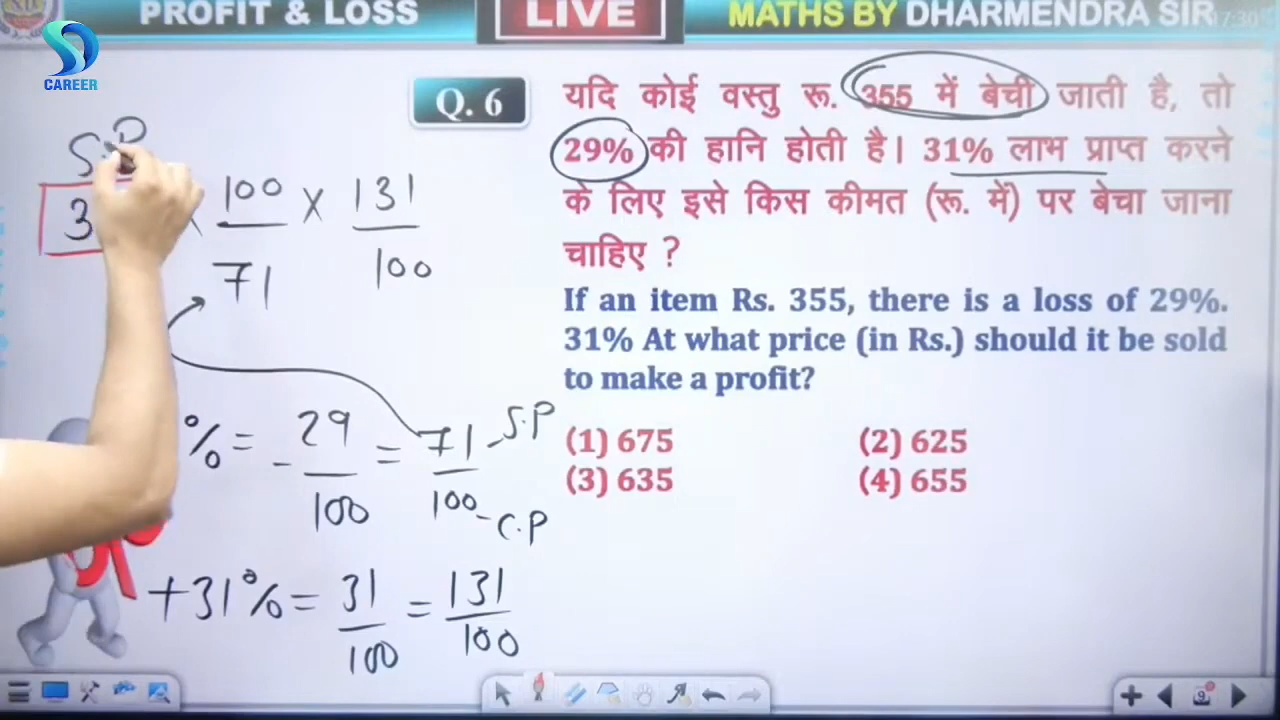 PROFIT & LOSS
LIVE
MATHS BY DHARMENDRA SIR
17:30
CAREER
Q. 6
यदि कोई वस्तु रू. 355 में बेची जाती है, तो
29% की हानि होती है। 31% लाभ प्राप्त करने
के लिए इसे किस कीमत (रू. में) पर बेचा जाना
चाहिए ?
If an item Rs. 355, there is a loss of 29%.
31% At what price (in Rs.) should it be sold
to make a profit?
(1) 675 (2) 625
(3) 635 (4) 655
S.P
3 100/71 × 131/100
% = - 29/100 = 71/100 - S.P
- C.P
+31% = 31/100 = 131/100